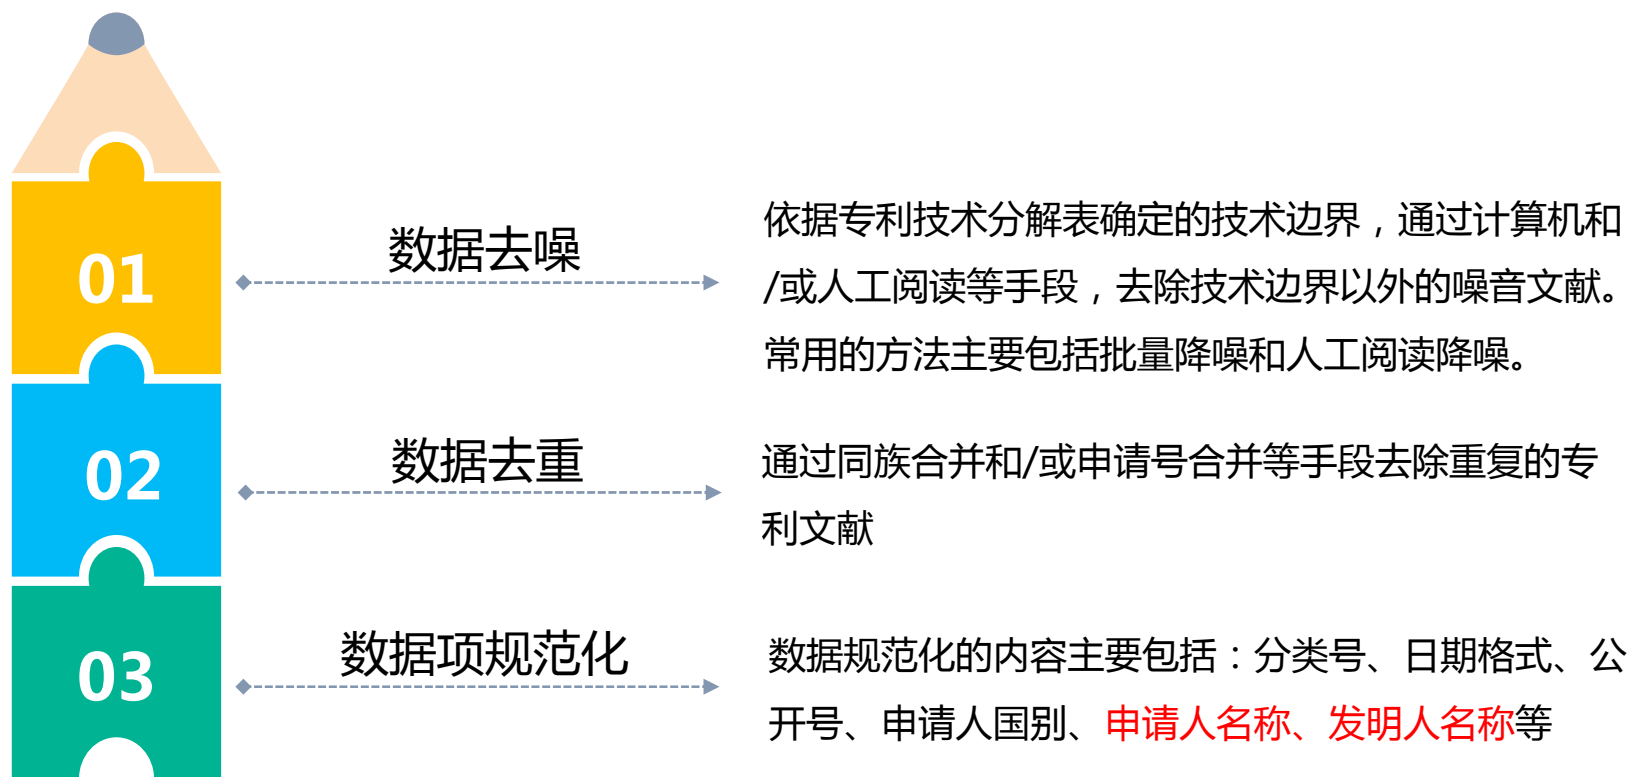 01
数据去噪
依据专利技术分解表确定的技术边界，通过计算机和
/或人工阅读等手段，去除技术边界以外的噪音文献。
常用的方法主要包括批量降噪和人工阅读降噪。
02
数据去重
通过同族合并和/或申请号合并等手段去除重复的专
利文献
03
数据项规范化
数据规范化的内容主要包括：分类号、日期格式、公
开号、申请人国别、申请人名称、发明人名称等